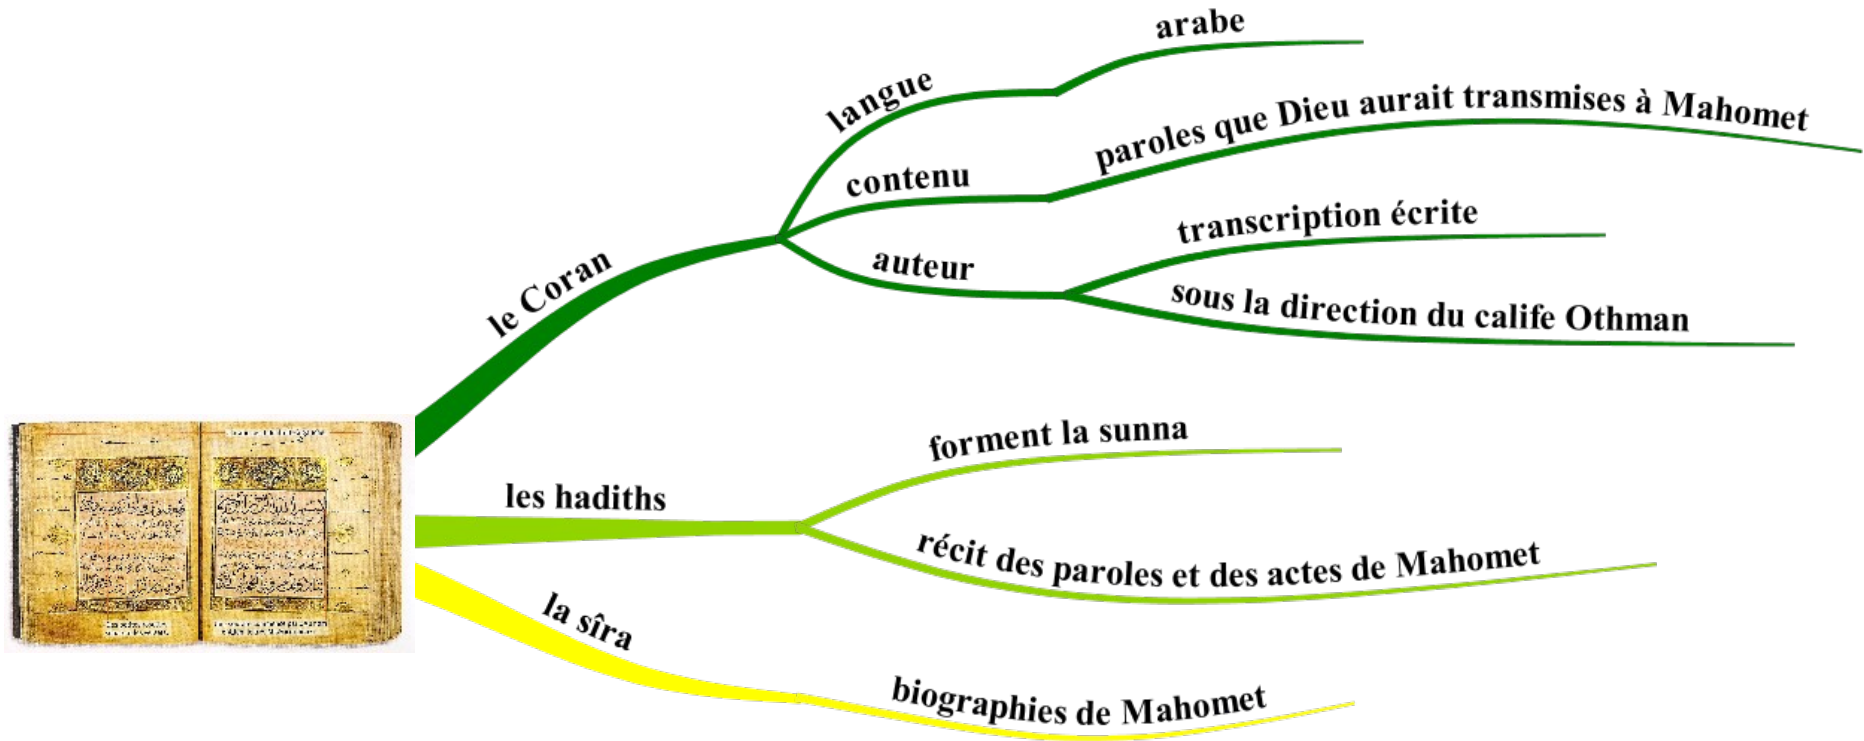 le Coran
langue
arabe
contenu
paroles que Dieu aurait transmises à Mahomet
auteur
transcription écrite
sous la direction du calife Othman
les hadiths
forment la sunna
récit des paroles et des actes de Mahomet
la sîra
biographies de Mahomet